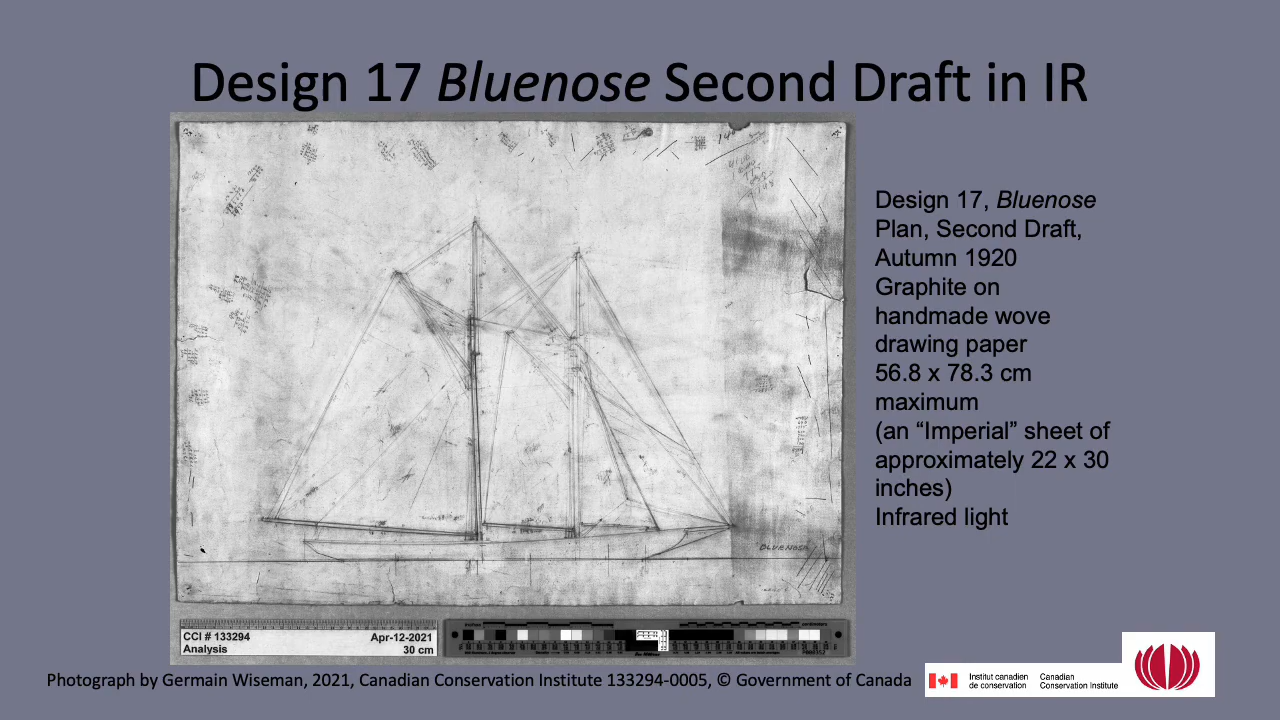 Design 17 Bluenose Second Draft in IR
Design 17, Bluenose
Plan, Second Draft,
Autumn 1920
Graphite on
handmade wove
drawing paper
56.8 x 78.3 cm
maximum
(an “Imperial” sheet of
approximately 22 x 30
inches)
Infrared light
BLUENOSE
CCI # 133294
Apr-12-2021
Analysis
30 cm
Photograph by Germain Wiseman, 2021, Canadian Conservation Institute 133294-0005, © Government of Canada
Institut canadien
de conservation
Canadian
Conservation Institute